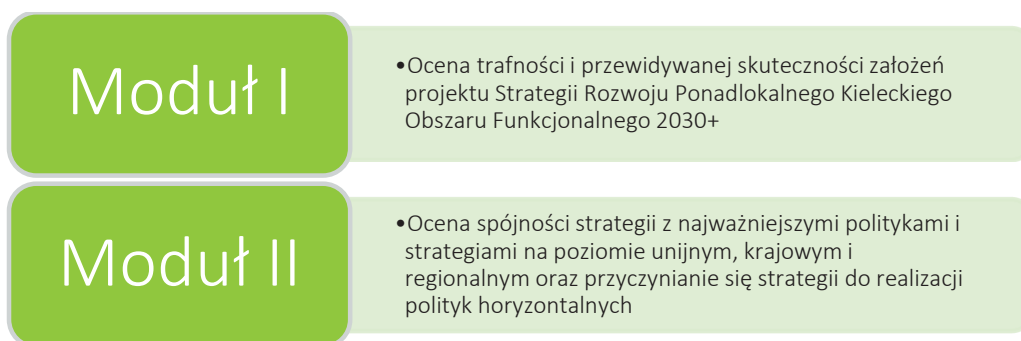 Moduł I
•Ocena trafności i przewidywanej skuteczności założeń
projektu Strategii Rozwoju Ponadlokalnego Kieleckiego
Obszaru Funkcjonalnego 2030+
Moduł II
•Ocena spójności strategii z najważniejszymi politykami i
strategiami na poziomie unijnym, krajowym i
regionalnym oraz przyczynianie się strategii do realizacji
polityk horyzontalnych